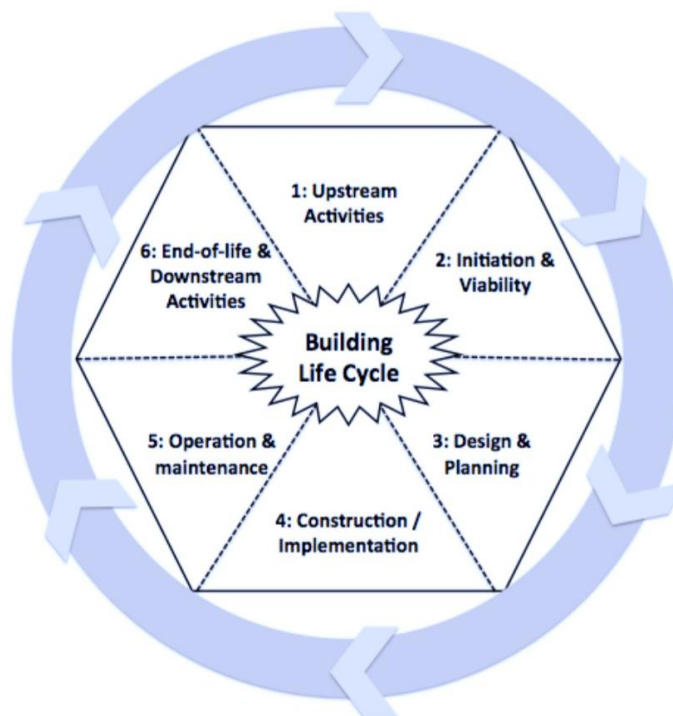 1: Upstream
Activities
2: Initiation &
Viability
3: Design &
Planning
4: Construction /
Implementation
5: Operation &
maintenance
6: End-of-life &
Downstream
Activities
Building
Life Cycle